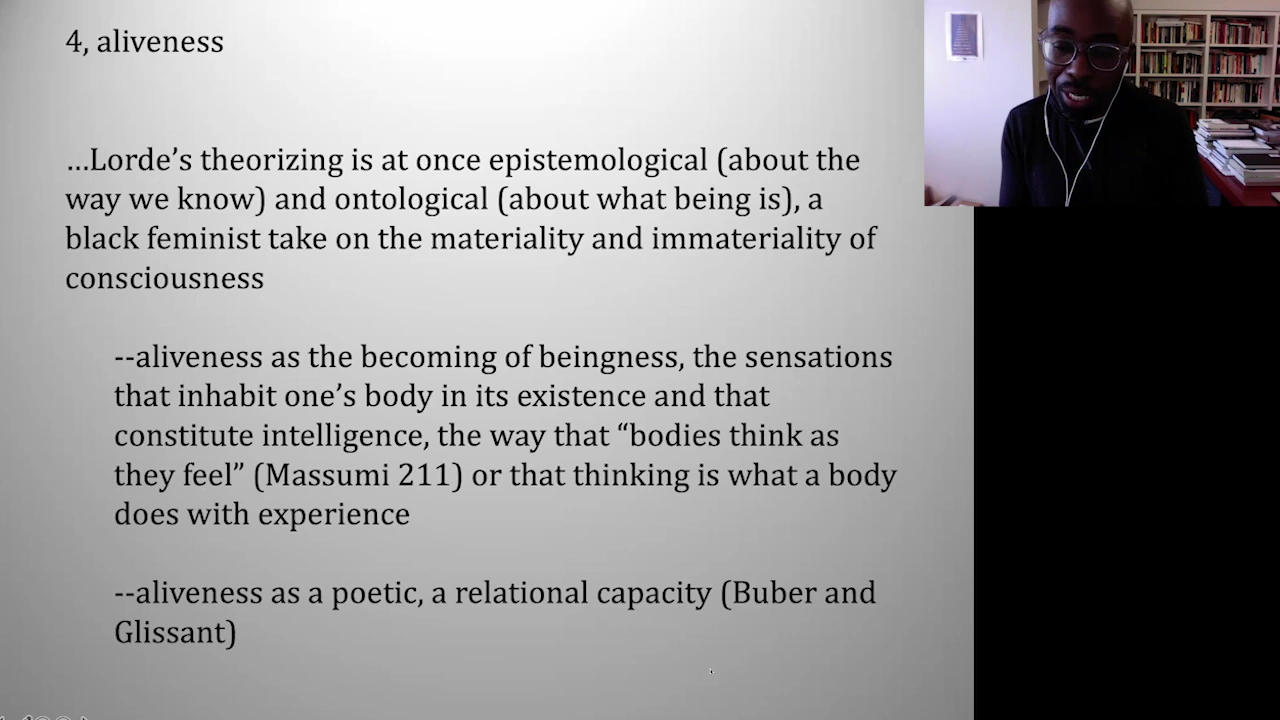 4, aliveness
…Lorde’s theorizing is at once epistemological (about the
way we know) and ontological (about what being is), a
black feminist take on the materiality and immateriality of
consciousness
--aliveness as the becoming of beingness, the sensations
that inhabit one’s body in its existence and that
constitute intelligence, the way that “bodies think as
they feel” (Massumi 211) or that thinking is what a body
does with experience
--aliveness as a poetic, a relational capacity (Buber and
Glissant)